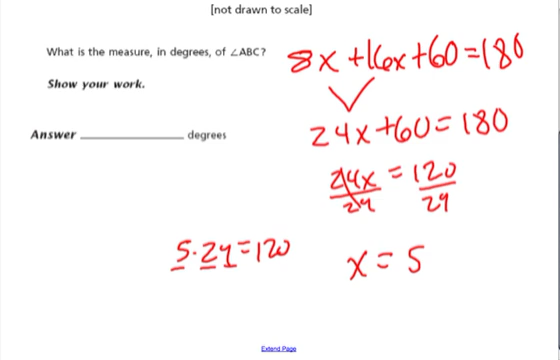 [not drawn to scale]
What is the measure, in degrees, of ∠ABC?
Show your work.
Answer ____________ degrees
8x+16x+60=180
24x+60=180
24x = 120
24 24
5·24=120
x = 5
Extend Page